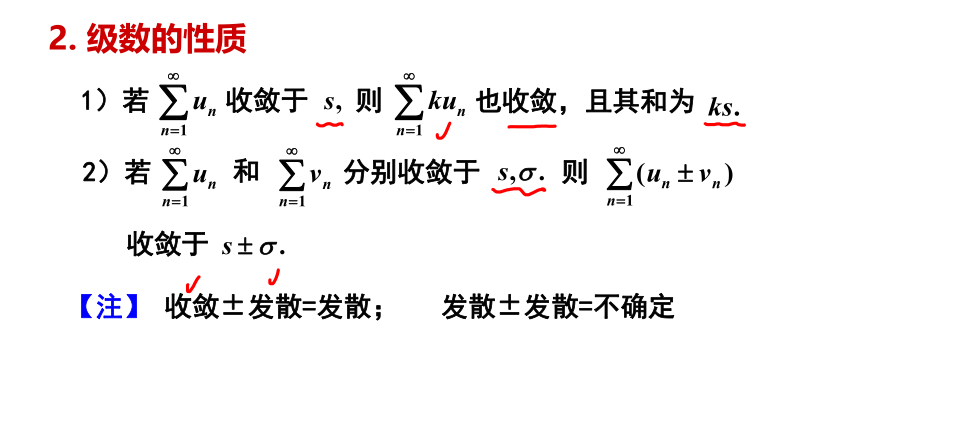 2. 级数的性质
1）若 $\sum_{n=1}^{\infty} u_n$ 收敛于 $s,$ 则 $\sum_{n=1}^{\infty} ku_n$ 也收敛，且其和为 $ks.$
2）若 $\sum_{n=1}^{\infty} u_n$ 和 $\sum_{n=1}^{\infty} v_n$ 分别收敛于 $s,\sigma.$ 则 $\sum_{n=1}^{\infty} (u_n \pm v_n)$
收敛于 $s \pm \sigma.$
【注】 收敛±发散=发散； 发散±发散=不确定